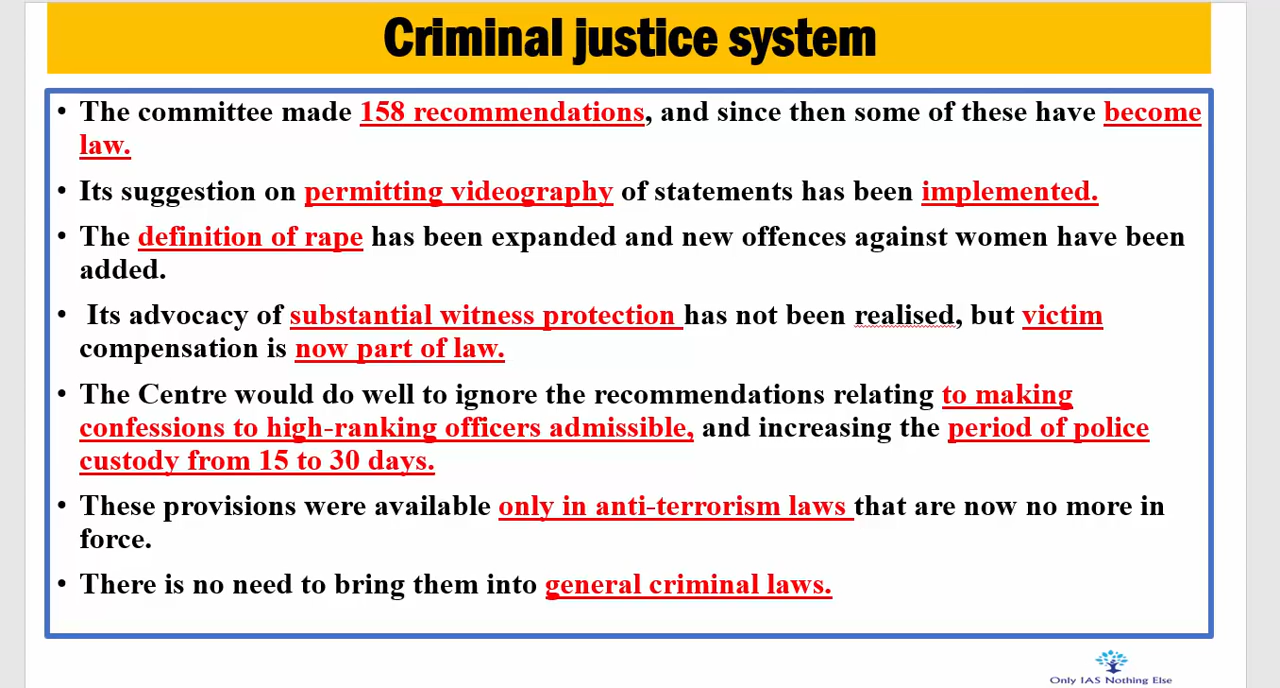 Criminal justice system
• The committee made 158 recommendations, and since then some of these have become
law.
• Its suggestion on permitting videography of statements has been implemented.
• The definition of rape has been expanded and new offences against women have been
added.
• Its advocacy of substantial witness protection has not been realised, but victim
compensation is now part of law.
• The Centre would do well to ignore the recommendations relating to making
confessions to high-ranking officers admissible, and increasing the period of police
custody from 15 to 30 days.
• These provisions were available only in anti-terrorism laws that are now no more in
force.
• There is no need to bring them into general criminal laws.
Only IAS Nothing Else